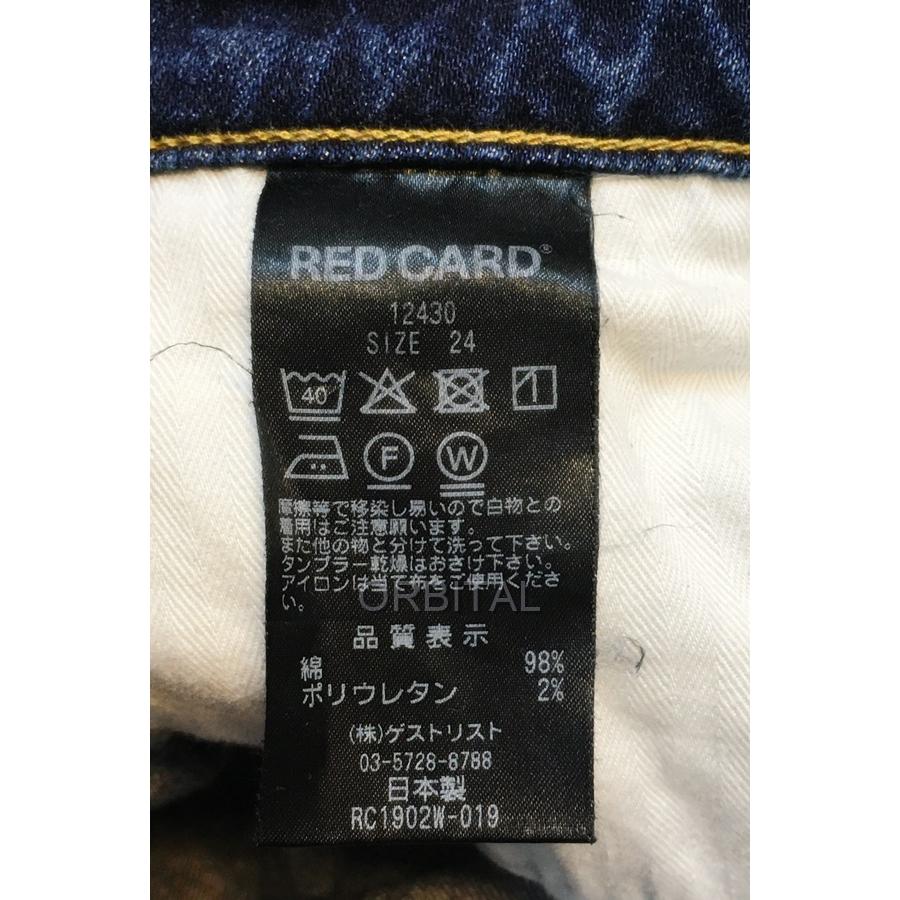 RED CARD®
12430
SIZE 24
40
F W
摩擦等で移染し易いので白物との
着用はご注意願います。
また他の物と分けて洗って下さい。
タンブラー乾燥はおさけ下さい。
アイロンは当て布をご使用くださ
い。
ORBITAL
品質表示
綿 98%
ポリウレタン 2%
(株)ゲストリスト
03-5728-8788
日本製
RC1902W-019